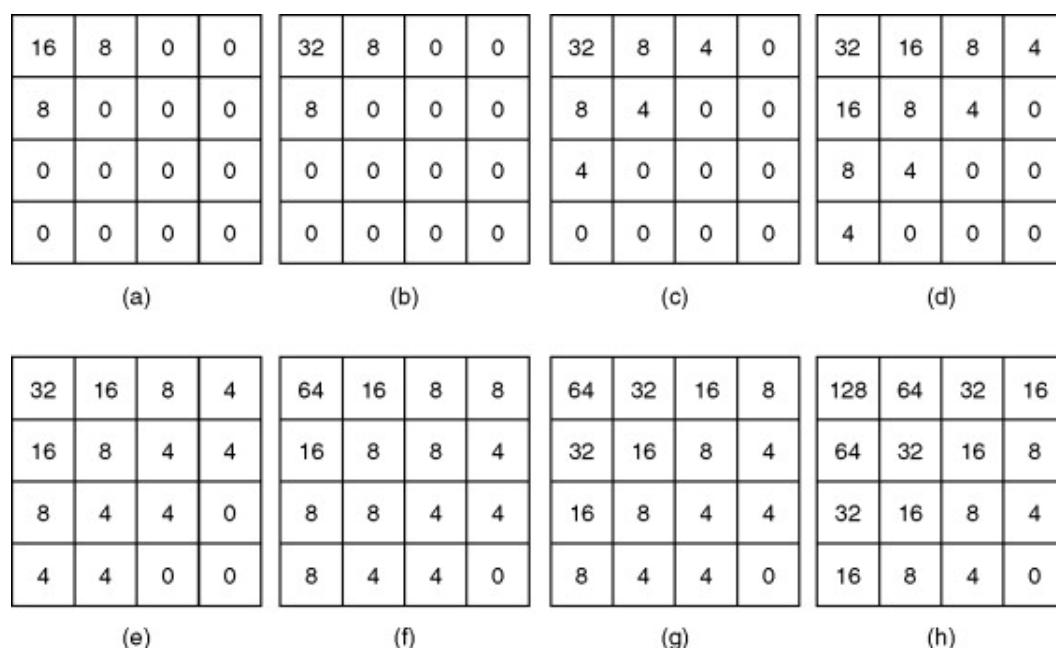 16 8 0 0 32 8 0 0 32 8 4 0 32 16 8 4
8 0 0 0 8 0 0 0 8 4 0 0 16 8 4 0
0 0 0 0 0 0 0 0 4 0 0 0 8 4 0 0
0 0 0 0 0 0 0 0 0 0 0 0 4 0 0 0
(a) (b) (c) (d)
32 16 8 4 64 16 8 8 64 32 16 8 128 64 32 16
16 8 4 4 16 8 8 4 32 16 8 4 64 32 16 8
8 4 4 0 8 8 4 4 16 8 4 4 32 16 8 4
4 4 0 0 8 4 4 0 8 4 4 0 16 8 4 0
(e) (f) (g) (h)